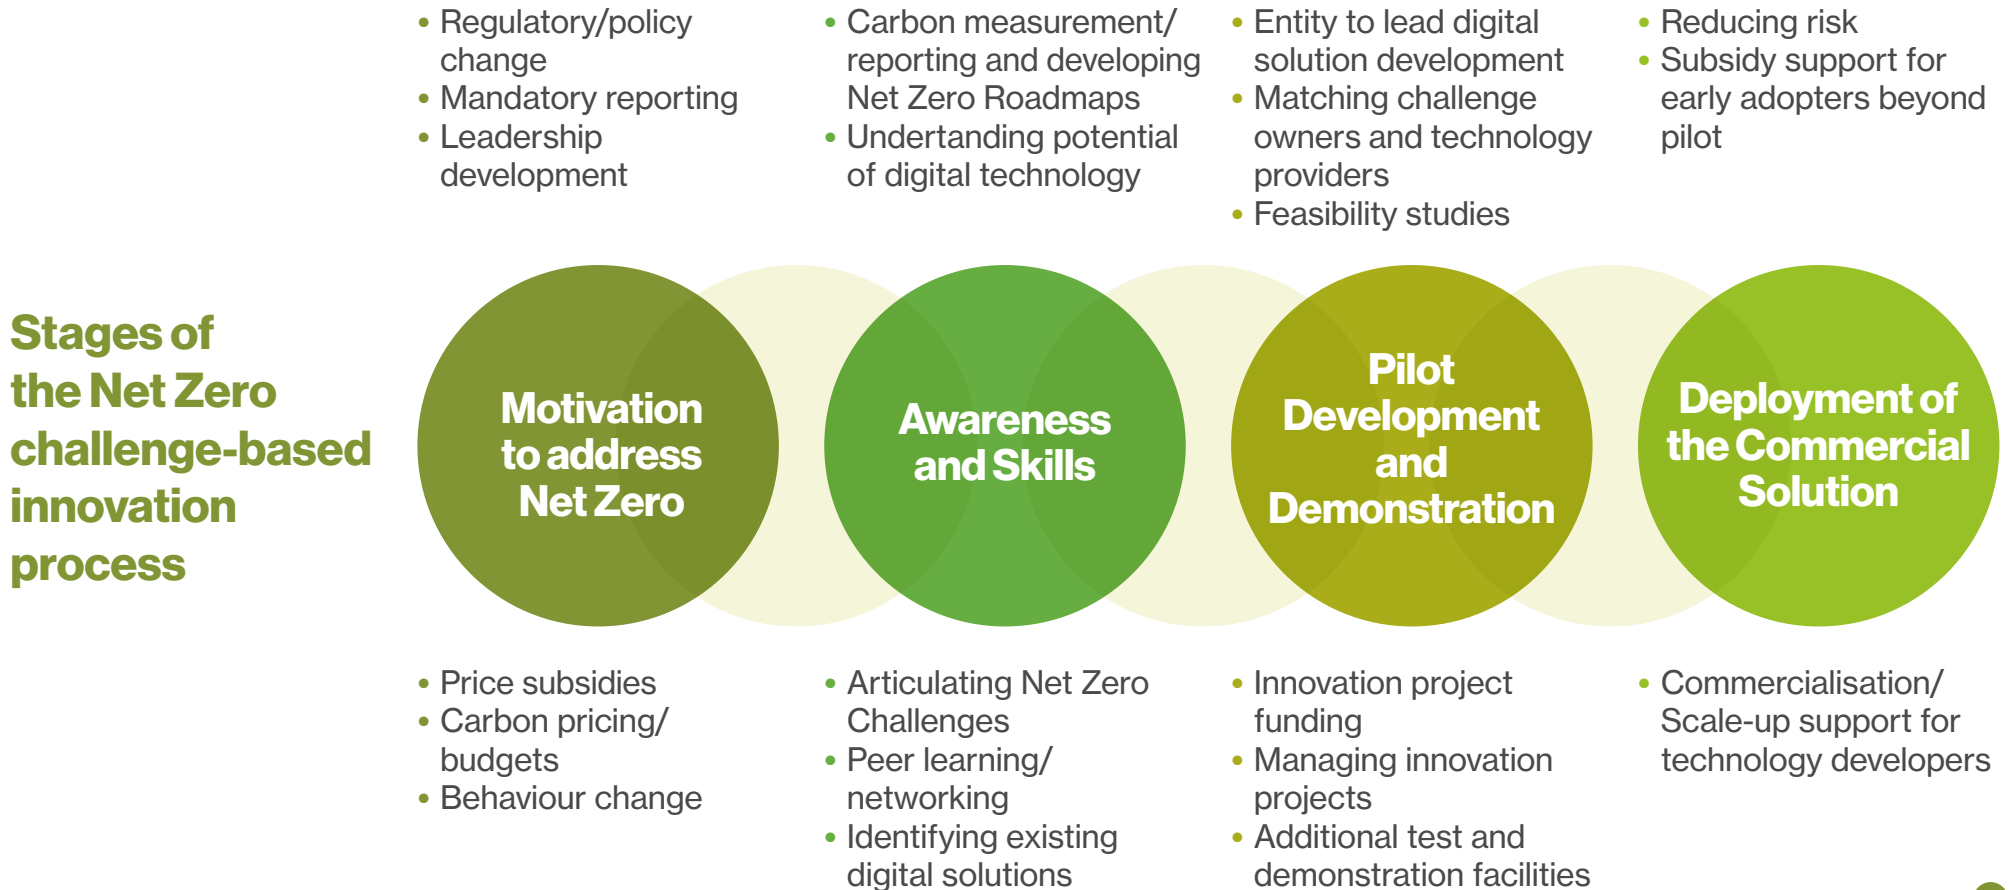 • Regulatory/policy
change
• Mandatory reporting
• Leadership
development
• Carbon measurement/
reporting and developing
Net Zero Roadmaps
• Undertanding potential
of digital technology
• Entity to lead digital
solution development
• Matching challenge
owners and technology
providers
• Feasibility studies
• Reducing risk
• Subsidy support for
early adopters beyond
pilot
Stages of
the Net Zero
challenge-based
innovation
process
Motivation
to address
Net Zero
Awareness
and Skills
Pilot
Development
and
Demonstration
Deployment of
the Commercial
Solution
• Price subsidies
• Carbon pricing/
budgets
• Behaviour change
• Articulating Net Zero
Challenges
• Peer learning/
networking
• Identifying existing
digital solutions
• Innovation project
funding
• Managing innovation
projects
• Additional test and
demonstration facilities
• Commercialisation/
Scale-up support for
technology developers